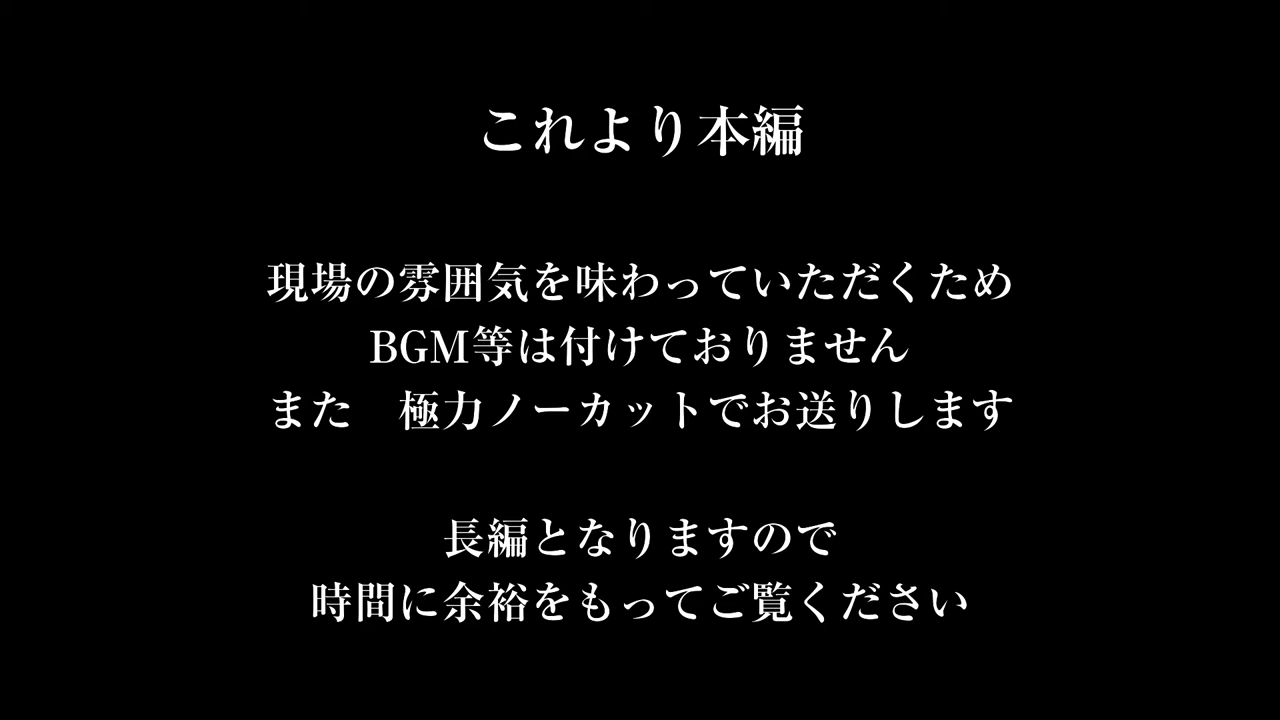 これより本編
現場の雰囲気を味わっていただくため
BGM等は付けておりません
また　極力ノーカットでお送りします
長編となりますので
時間に余裕をもってご覧ください